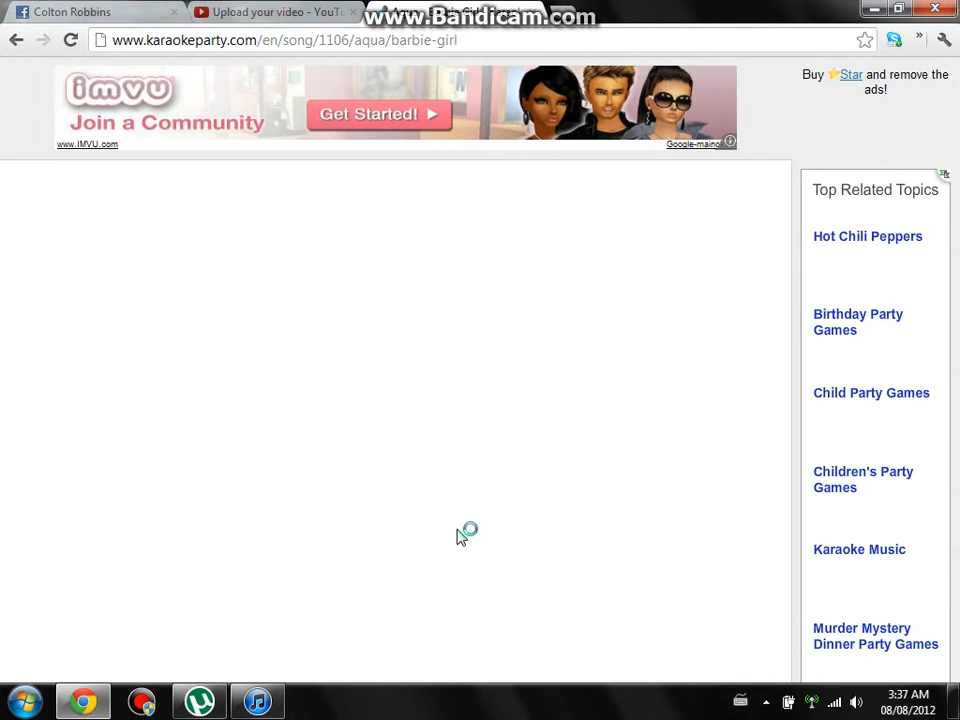 www.Bandicam.com
Colton Robbins
Upload your video - YouTu
www.karaokeparty.com/en/song/1106/aqua/barbie-girl
imvu
Join a Community
Get Started!
www.IMVU.com
Buy Star and remove the
ads!
Top Related Topics
Hot Chili Peppers
Birthday Party
Games
Child Party Games
Children's Party
Games
Karaoke Music
Murder Mystery
Dinner Party Games
3:37 AM
08/08/2012